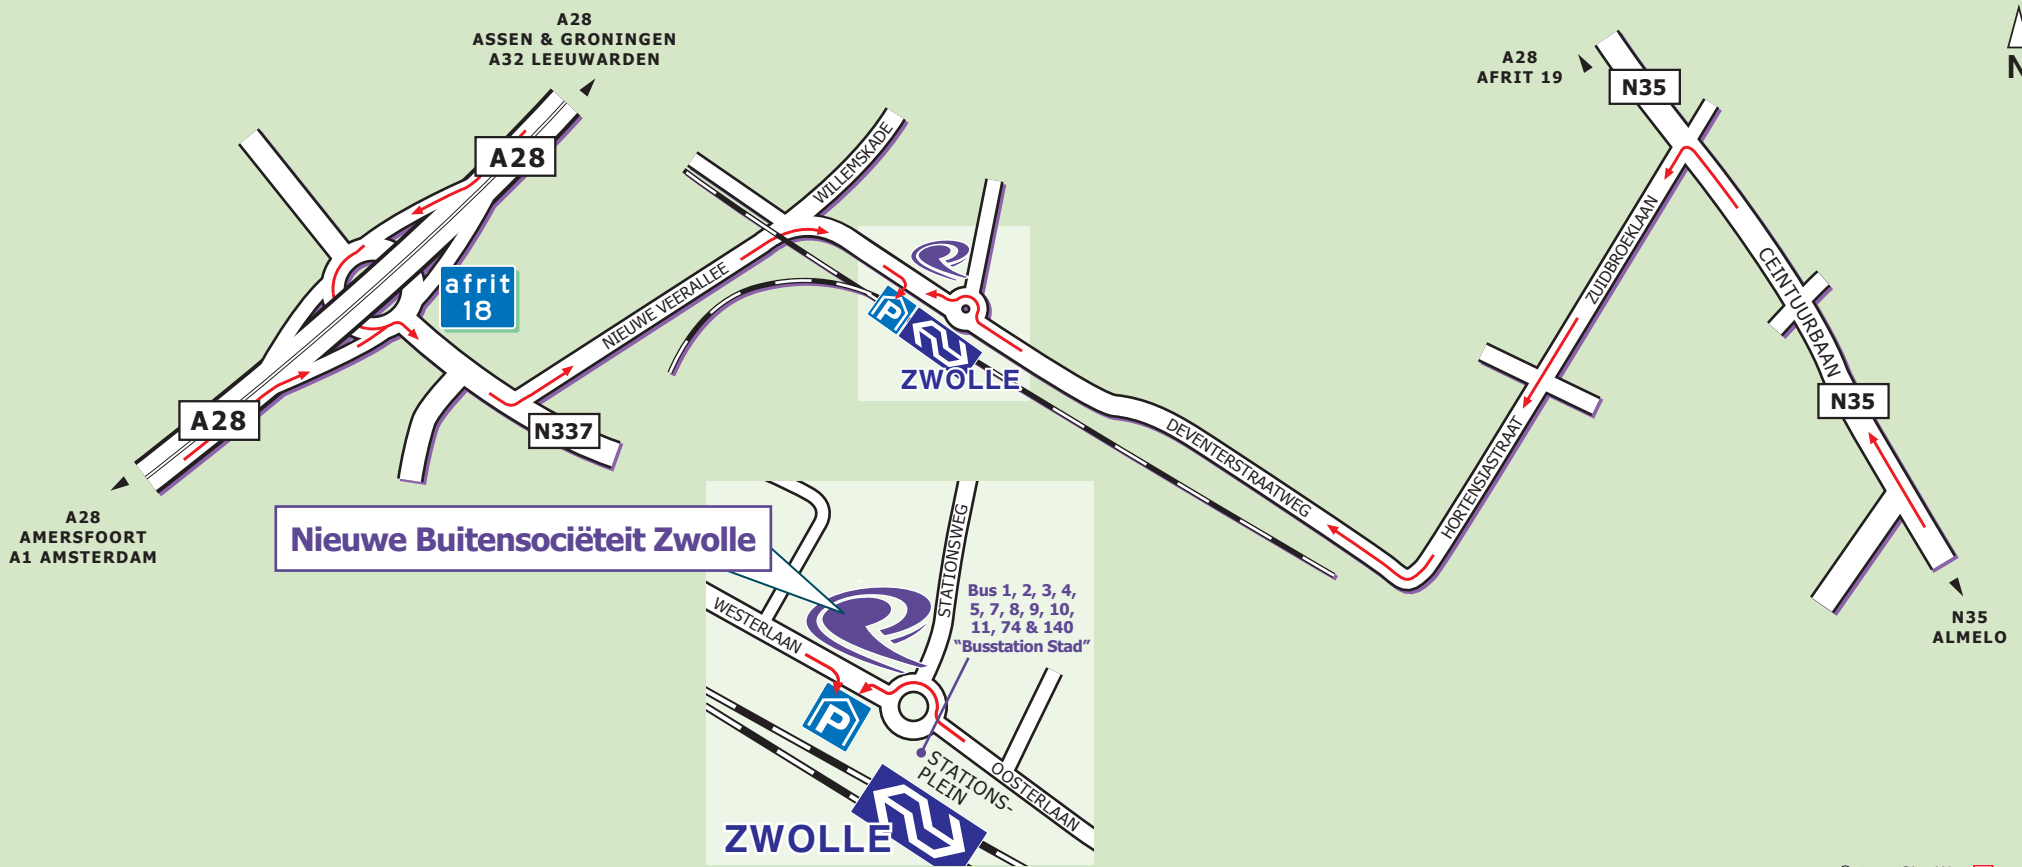 A28
ASSEN & GRONINGEN
A32 LEEUWARDEN
A28
AFRIT 19
N35
N
A28
WILLEMSKADE
afrit
18
NIEUWE VEERALLEE
ZWOLLE
ZUIDBROEKLAAN
CEINTUURBAAN
N35
A28
N337
DEVENTERSTRAATWEG
HORTENSIASTRAAT
A28
AMERSFOORT
A1 AMSTERDAM
N35
ALMELO
Nieuwe Buitensociëteit Zwolle
STATIONSWEG
Bus 1, 2, 3, 4,
5, 7, 8, 9, 10,
11, 74 & 140
“Busstation Stad”
WESTERLAAN
P
P
STATIONS-
PLEIN
OOSTERLAAN
ZWOLLE